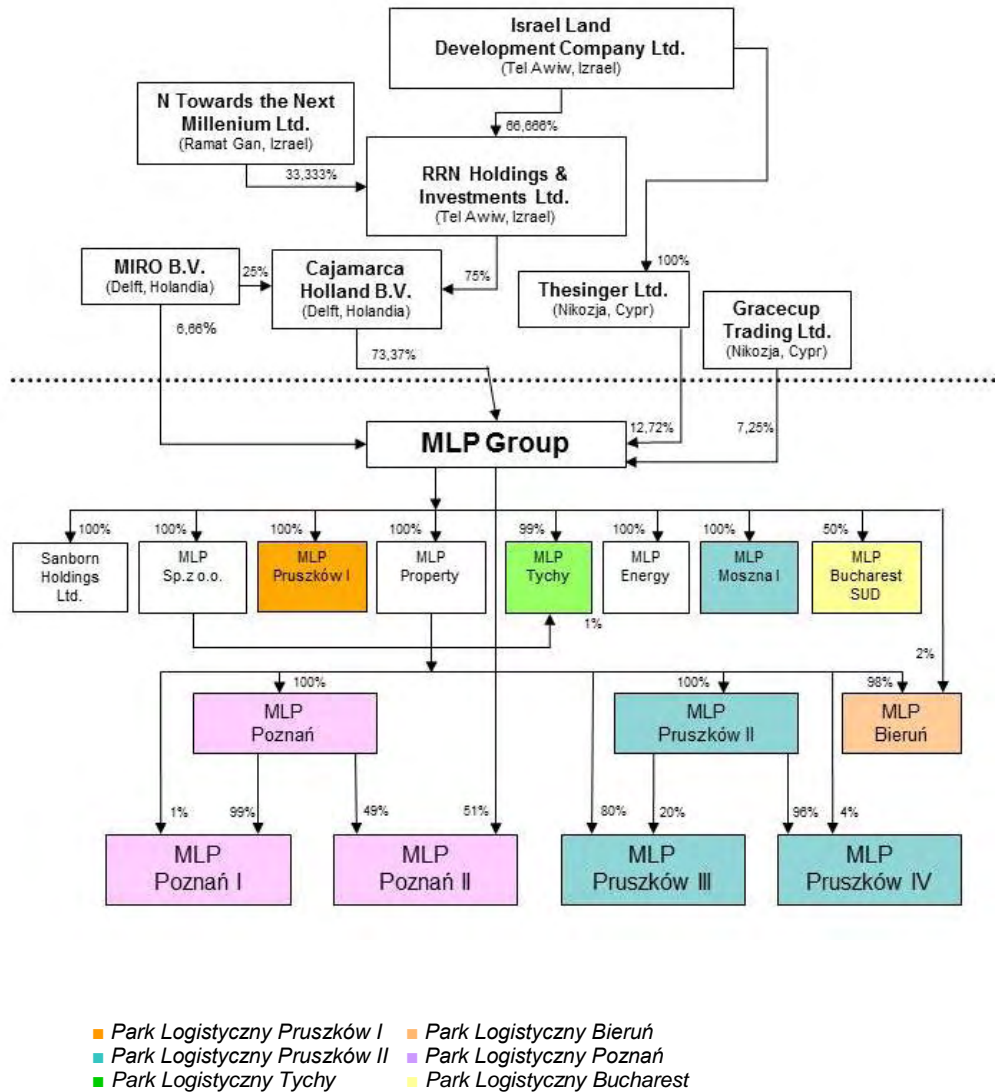 Israel Land
Development Company Ltd.
(Tel Awiw, Izrael)
N Towards the Next
Millenium Ltd.
(Ramat Gan, Izrael)
66,666%
33,333%
RRN Holdings &
Investments Ltd.
(Tel Awiw, Izrael)
MIRO B.V.
(Delft, Holandia)
25%
Cajamarca
Holland B.V.
(Delft, Holandia)
75%
100%
Thesinger Ltd.
(Nikozja, Cypr)
Gracecup
Trading Ltd.
(Nikozja, Cypr)
6,66%
73,37%
MLP Group
12,72%
7,25%
100%
100%
100%
100%
99%
100%
100%
50%
Sanborn
Holdings
Ltd.
MLP
Sp.z o.o.
MLP
Pruszków I
MLP
Property
MLP
Tychy
MLP
Energy
MLP
Moszna I
MLP
Bucharest
SUD
1%
2%
100%
100%
98%
MLP
Poznań
MLP
Pruszków II
MLP
Bieruń
1%
99%
49%
51%
80%
20%
96%
4%
MLP
Poznań I
MLP
Poznań II
MLP
Pruszków III
MLP
Pruszków IV
Park Logistyczny Pruszków I
Park Logistyczny Bieruń
Park Logistyczny Pruszków II
Park Logistyczny Poznań
Park Logistyczny Tychy
Park Logistyczny Bucharest